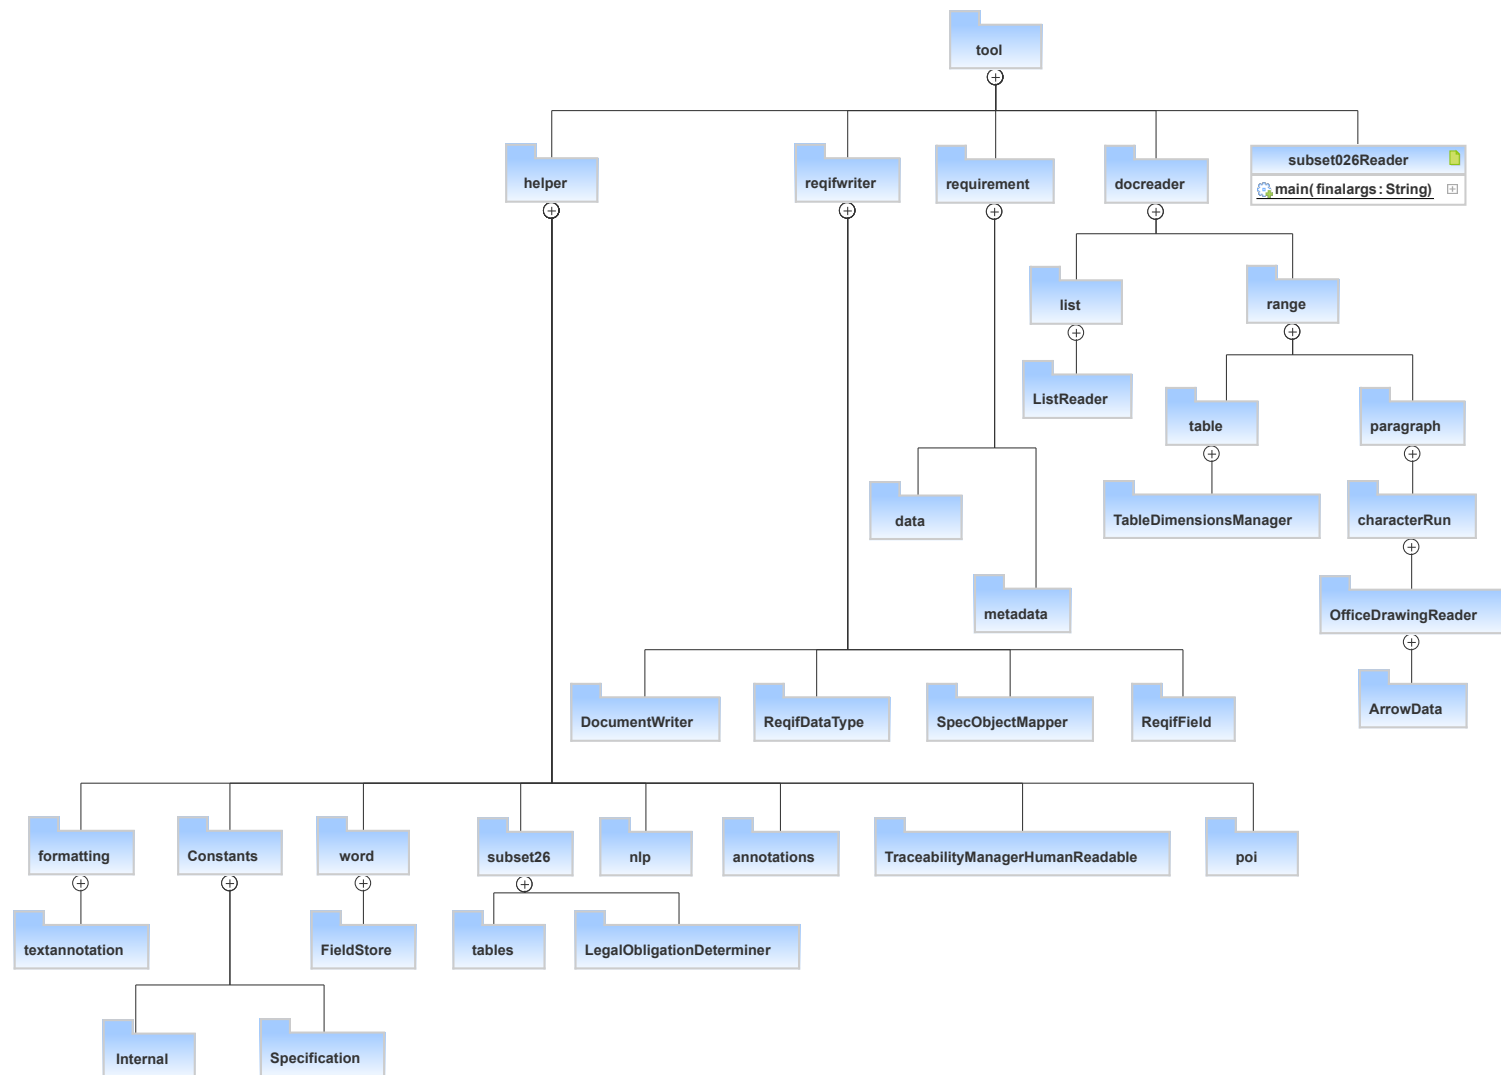 tool
helper
reqifwriter
requirement
docreader
subset026Reader
main( finalargs : String)
list
range
ListReader
table
paragraph
data
TableDimensionsManager
characterRun
metadata
OfficeDrawingReader
DocumentWriter
ReqifDataType
SpecObjectMapper
ReqifField
ArrowData
formatting
Constants
word
subset26
nlp
annotations
TraceabilityManagerHumanReadable
poi
textannotation
FieldStore
tables
LegalObligationDeterminer
Internal
Specification